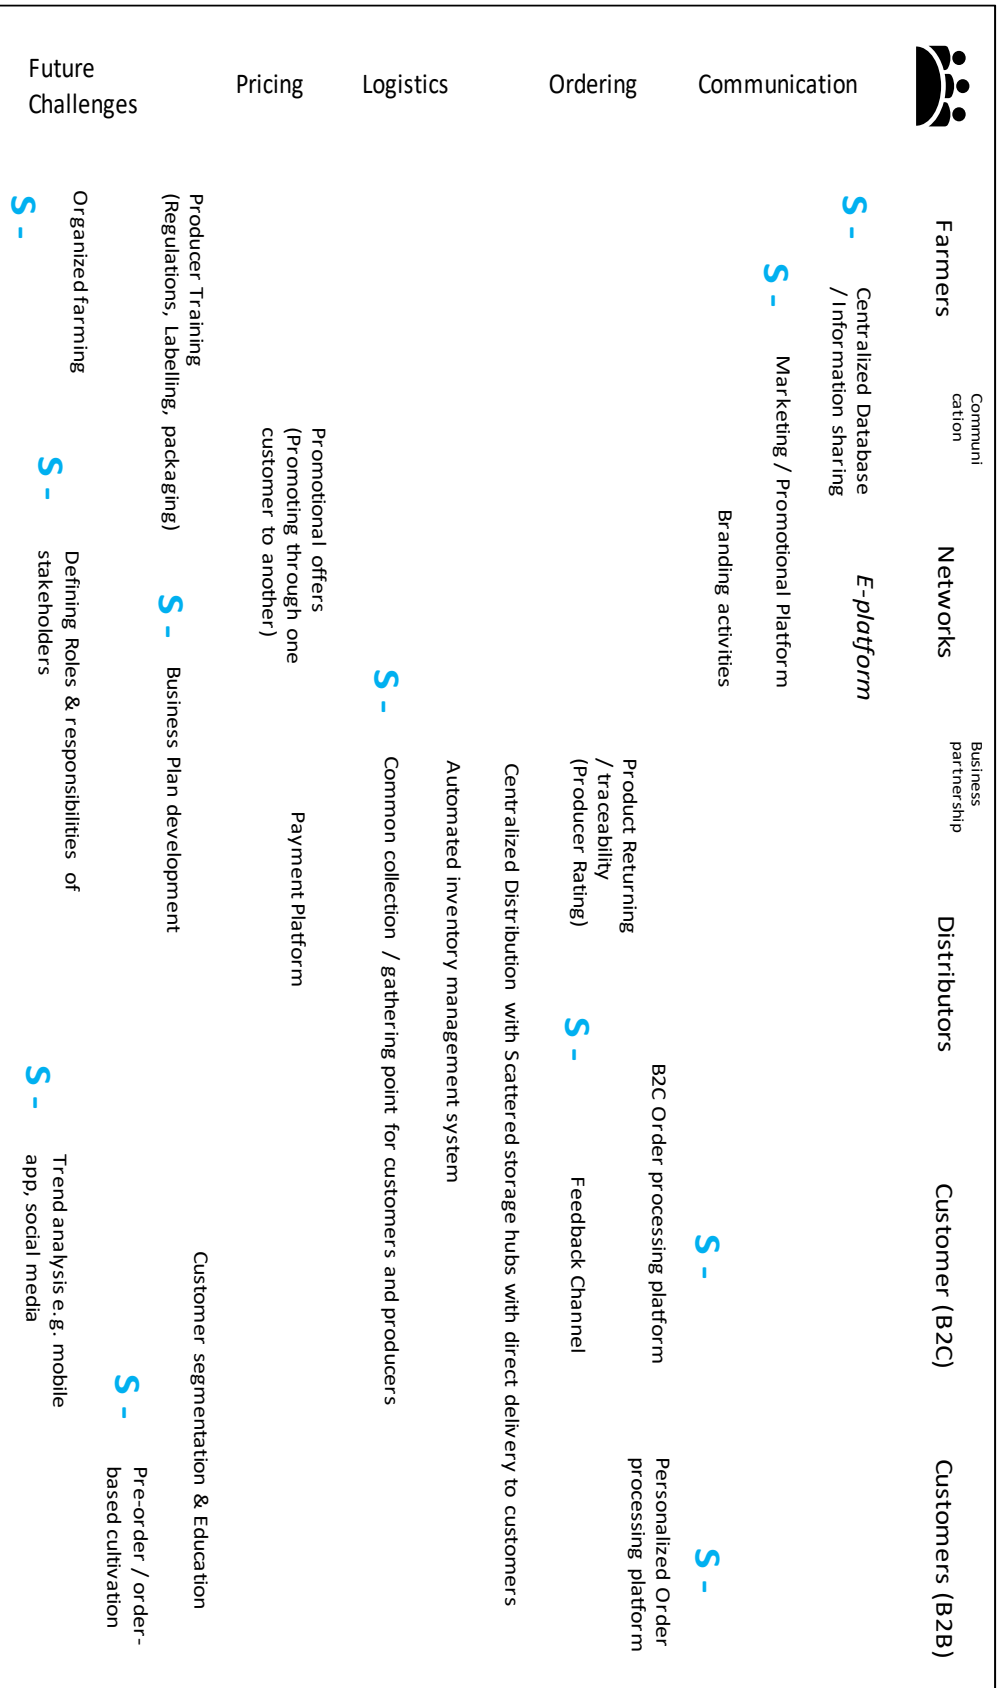 Farmers
Communi
cation
Networks
Business
partnership
Distributors
Customer (B2C)
Customers (B2B)
Communication
S -
Centralized Database
/ Information sharing
E-platform
S -
Marketing / Promotional Platform
Branding activities
Ordering
S -
B2C Order processing platform
S -
Personalized Order
processing platform
Product Returning
/ traceability
(Producer Rating)
S -
Feedback Channel
Logistics
Centralized Distribution with Scattered storage hubs with direct delivery to customers
Automated inventory management system
S -
Common collection / gathering point for customers and producers
Pricing
Promotional offers
(Promoting through one
customer to another)
Payment Platform
Future
Challenges
Producer Training
(Regulations, Labelling, packaging)
S -
Business Plan development
Customer segmentation & Education
S -
Pre-order / order-
based cultivation
S -
Organized farming
S -
Defining Roles & responsibilities of
stakeholders
S -
Trend analysis e.g. mobile
app, social media